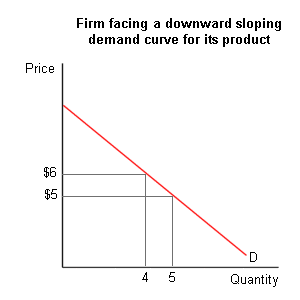 Firm facing a downward sloping
demand curve for its product
Price
$6
$5
D
4 5
Quantity